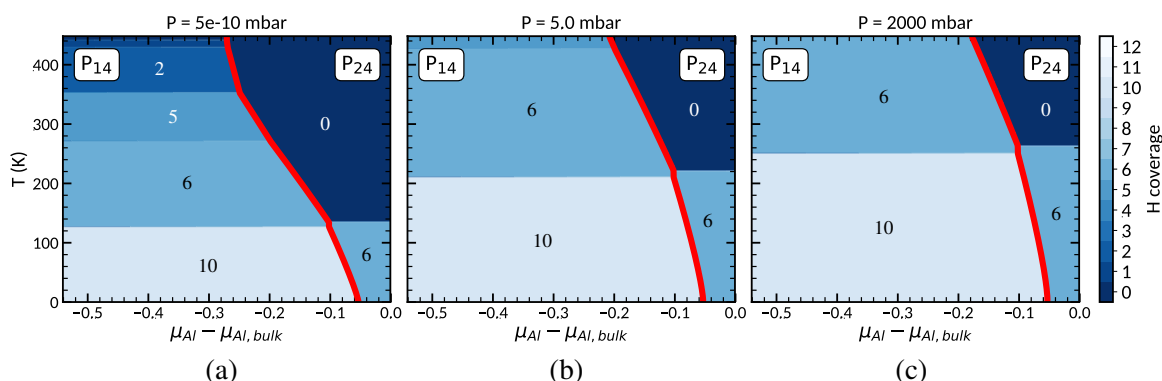 P = 5e-10 mbar
P = 5.0 mbar
P = 2000 mbar
T (K)
400
300
200
100
0
P14
P24
2
5
6
10
0
6
−0.5 −0.4 −0.3 −0.2 −0.1 0.0
μAl − μAl, bulk
(a)
P14
P24
6
10
0
6
−0.5 −0.4 −0.3 −0.2 −0.1 0.0
μAl − μAl, bulk
(b)
P14
P24
6
10
0
6
−0.5 −0.4 −0.3 −0.2 −0.1 0.0
μAl − μAl, bulk
(c)
12
11
10
9
8
7
6
5
4
3
2
1
0
H coverage